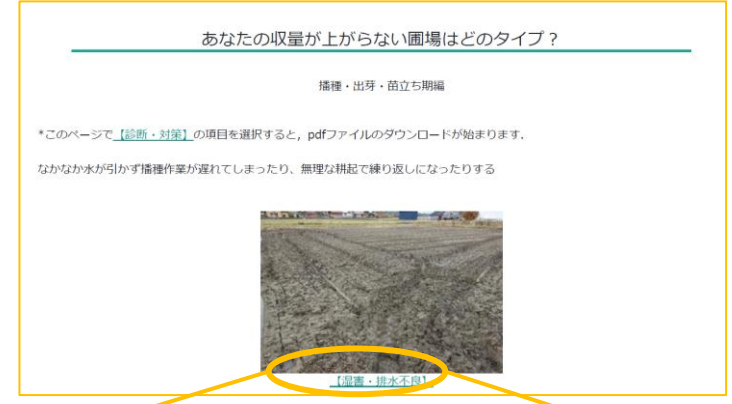 あなたの収量が上がらない圃場はどのタイプ？
播種・出芽・苗立ち期編
*このページで【診断・対策】の項目を選択すると，pdfファイルのダウンロードが始まります．
なかなか水が引かず播種作業が遅れてしまったり、無理な耕起で練り返しになったりする
【湿害・排水不良】